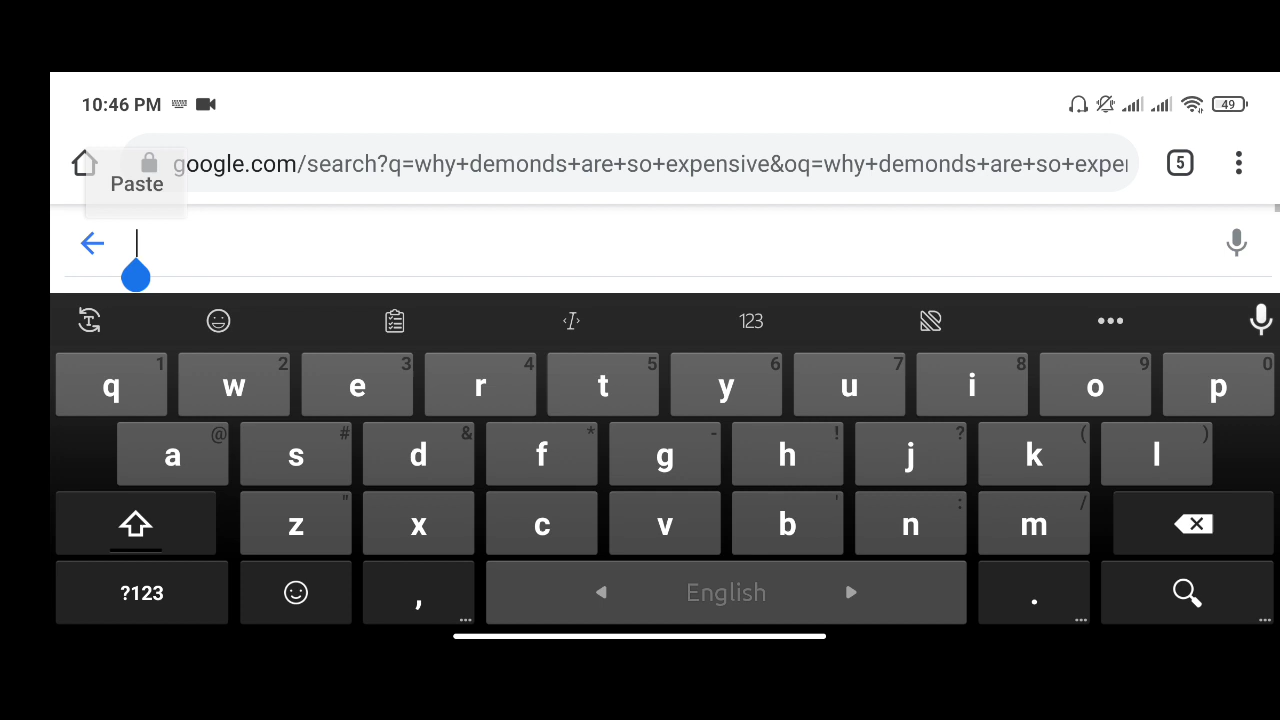 10:46 PM 49
google.com/search?q=why+demonds+are+so+expensive&oq=why+demonds+are+so+exper 5
Paste
123
q 1 w 2 e 3 r 4 t 5 y 6 u 7 i 8 o 9 p 0
a @ s # d & f * g - h ! j ? k ( l )
z " x c v b ' n : m /
?123 , ... English . ... ...